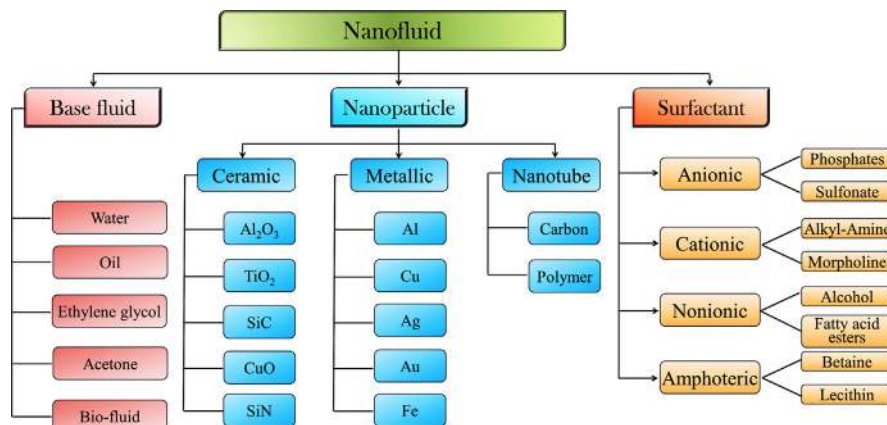 Nanofluid
Base fluid
Water
Oil
Ethylene glycol
Acetone
Bio-fluid
Nanoparticle
Ceramic
Al₂O₃
TiO₂
SiC
CuO
SiN
Metallic
Al
Cu
Ag
Au
Fe
Nanotube
Carbon
Polymer
Surfactant
Anionic
Phosphates
Sulfonate
Cationic
Alkyl-Amine
Morpholine
Nonionic
Alcohol
Fatty acid
esters
Amphoteric
Betaine
Lecithin